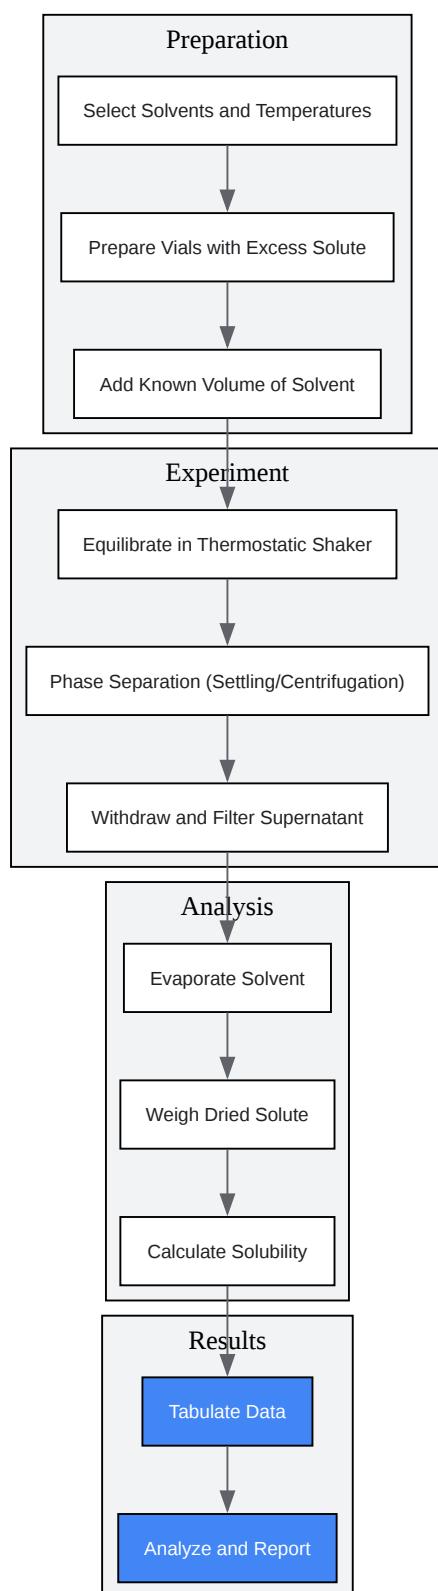 Preparation
Select Solvents and Temperatures
Prepare Vials with Excess Solute
Add Known Volume of Solvent
Experiment
Equilibrate in Thermostatic Shaker
Phase Separation (Settling/Centrifugation)
Withdraw and Filter Supernatant
Analysis
Evaporate Solvent
Weigh Dried Solute
Calculate Solubility
Results
Tabulate Data
Analyze and Report